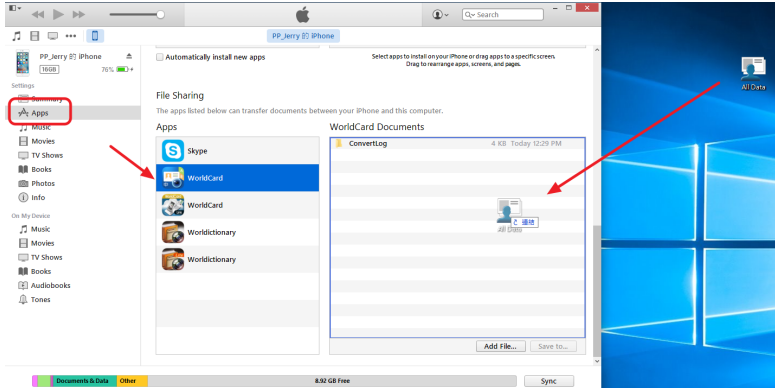 Search
PP_Jerry 的 iPhone
PP_Jerry 的 iPhone
16GB
76%
Automatically install new apps
Select apps to install on your iPhone or drag apps to a specific screen.
Drag to rearrange apps, screens, and pages.
Settings
Summary
Apps
Music
Movies
TV Shows
Books
Photos
Info
On My Device
Music
Movies
TV Shows
Books
Audiobooks
Tones
File Sharing
The apps listed below can transfer documents between your iPhone and this computer.
Apps
Skype
WorldCard
WorldCard
Worldictionary
Worldictionary
WorldCard Documents
ConvertLog 4 KB Today 12:29 PM
連結
All Data
Add File... Save to...
All Data
Documents & Data Other 8.92 GB Free Sync